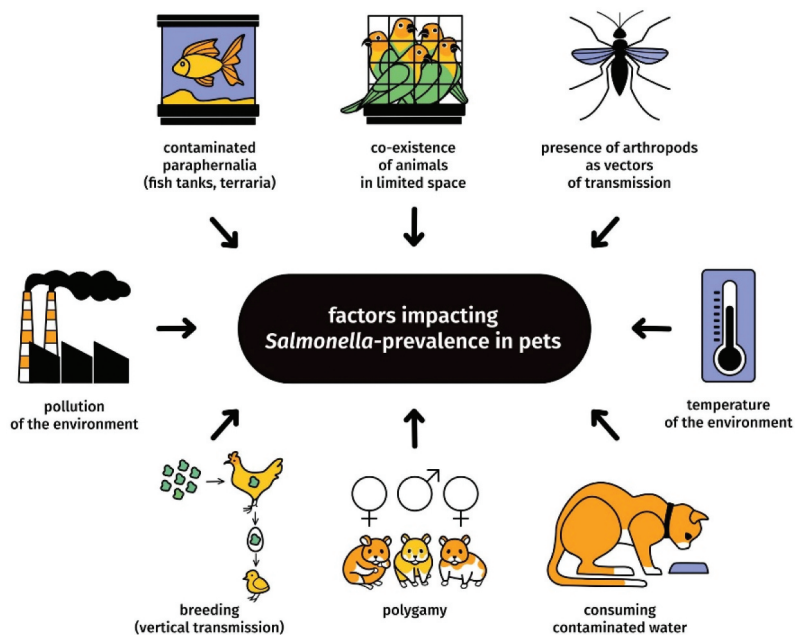 contaminated
paraphernalia
(fish tanks, terraria)
co-existence
of animals
in limited space
presence of arthropods
as vectors
of transmission
factors impacting
Salmonella-prevalence in pets
pollution
of the environment
temperature
of the environment
breeding
(vertical transmission)
polygamy
consuming
contaminated water